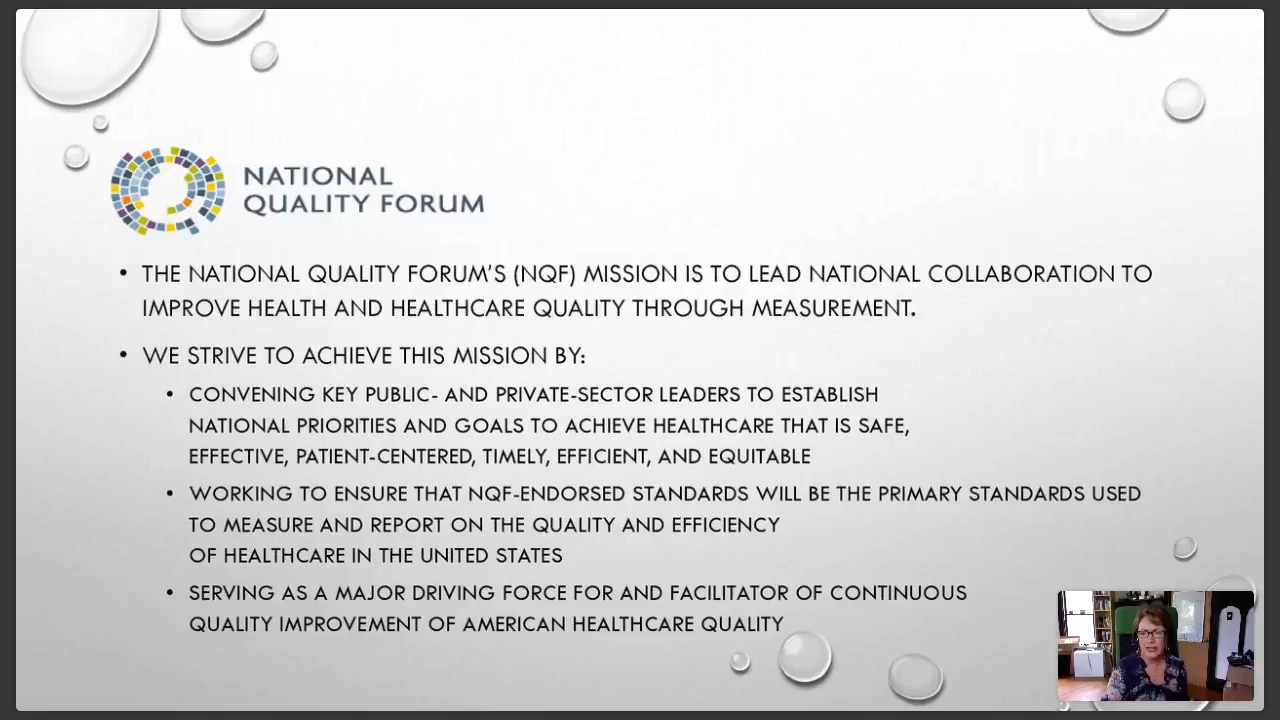 NATIONAL
QUALITY FORUM
• THE NATIONAL QUALITY FORUM'S (NQF) MISSION IS TO LEAD NATIONAL COLLABORATION TO
IMPROVE HEALTH AND HEALTHCARE QUALITY THROUGH MEASUREMENT.
• WE STRIVE TO ACHIEVE THIS MISSION BY:
• CONVENING KEY PUBLIC- AND PRIVATE-SECTOR LEADERS TO ESTABLISH
NATIONAL PRIORITIES AND GOALS TO ACHIEVE HEALTHCARE THAT IS SAFE,
EFFECTIVE, PATIENT-CENTERED, TIMELY, EFFICIENT, AND EQUITABLE
• WORKING TO ENSURE THAT NQF-ENDORSED STANDARDS WILL BE THE PRIMARY STANDARDS USED
TO MEASURE AND REPORT ON THE QUALITY AND EFFICIENCY
OF HEALTHCARE IN THE UNITED STATES
• SERVING AS A MAJOR DRIVING FORCE FOR AND FACILITATOR OF CONTINUOUS
QUALITY IMPROVEMENT OF AMERICAN HEALTHCARE QUALITY